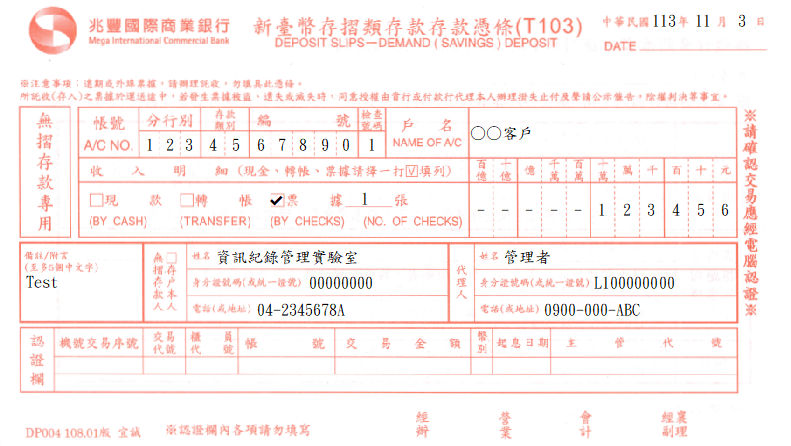 兆豐國際商業銀行
Mega International Commercial Bank
新臺幣存摺類存款存款憑條(T103)
DEPOSIT SLIPS—DEMAND (SAVINGS) DEPOSIT
中華民國 113 年 11 月 3 日
DATE
※注意事項:遠期或外縣票據,請辦理託收,勿填具此憑條。
所託收(存入)之票據於運送途中,若發生票據被盜、遺失或滅失時,同意授權由貴行或付款行代理本人辦理掛失止付及聲請公示催告、除權判決等事宜。
無摺存款專用
帳號 分行別 存款類別 編號 檢查號碼
A/C NO. 1 2 3 4 5 6 7 8 9 0 1
戶名
NAME OF A/C
〇〇客戶
收入明細(現金、轉帳、票據請擇一打☑填列)
百億 十億 億 千萬 百萬 十萬 萬 千 百 十 元
☐現款 ☐轉帳 ☑票據 1 張
(BY CASH) (TRANSFER) (BY CHECKS) (NO. OF CHECKS)
- - - - - 1 2 3 4 5 6
※請確認交易應經電腦認證※
備註/附言
(至多5個中文字)
Test
無摺存款人
☐存戶本人
姓名 資訊紀錄管理實驗室
身分證號碼(或統一證號) 00000000
電話(或地址) 04-2345678A
代理人
姓名 管理者
身分證號碼(或統一證號) L100000000
電話(或地址) 0900-000-ABC
認證欄
機號交易序號 交易代號 櫃員代號 帳號 交易金額 幣別 起息日期 主管代號
DP004 108.01版 宜誠
※認證欄內各項請勿填寫
經辦 營業 會計 經襄副理